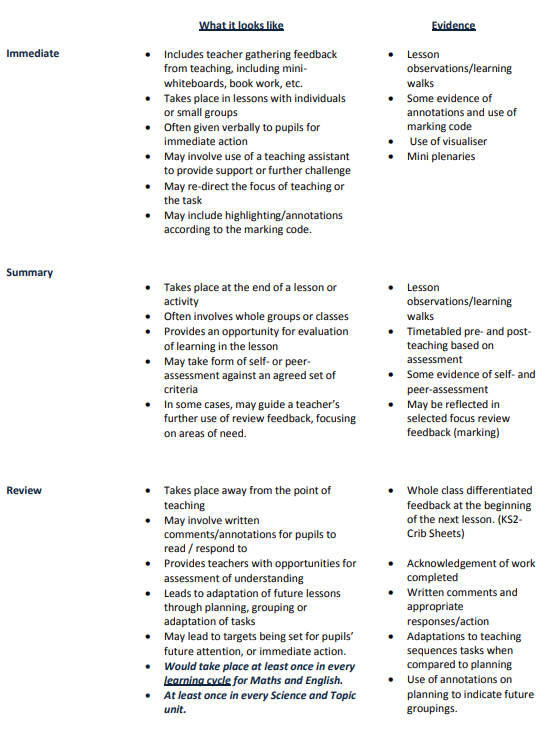 What it looks like
Evidence
Immediate
• Includes teacher gathering feedback
from teaching, including mini-
whiteboards, book work, etc.
• Takes place in lessons with individuals
or small groups
• Often given verbally to pupils for
immediate action
• May involve use of a teaching assistant
to provide support or further challenge
• May re-direct the focus of teaching or
the task
• May include highlighting/annotations
according to the marking code.
• Lesson
observations/learning
walks
• Some evidence of
annotations and use of
marking code
• Use of visualiser
• Mini plenaries
Summary
• Takes place at the end of a lesson or
activity
• Often involves whole groups or classes
• Provides an opportunity for evaluation
of learning in the lesson
• May take form of self- or peer-
assessment against an agreed set of
criteria
• In some cases, may guide a teacher’s
further use of review feedback, focusing
on areas of need.
• Lesson
observations/learning
walks
• Timetabled pre- and post-
teaching based on
assessment
• Some evidence of self- and
peer-assessment
• May be reflected in
selected focus review
feedback (marking)
Review
• Takes place away from the point of
teaching
• May involve written
comments/annotations for pupils to
read / respond to
• Provides teachers with opportunities for
assessment of understanding
• Leads to adaptation of future lessons
through planning, grouping or
adaptation of tasks
• May lead to targets being set for pupils’
future attention, or immediate action.
• Would take place at least once in every
learning cycle for Maths and English.
• At least once in every Science and Topic
unit.
• Whole class differentiated
feedback at the beginning
of the next lesson. (KS2-
Crib Sheets)
• Acknowledgement of work
completed
• Written comments and
appropriate
responses/action
• Adaptations to teaching
sequences tasks when
compared to planning
• Use of annotations on
planning to indicate future
groupings.